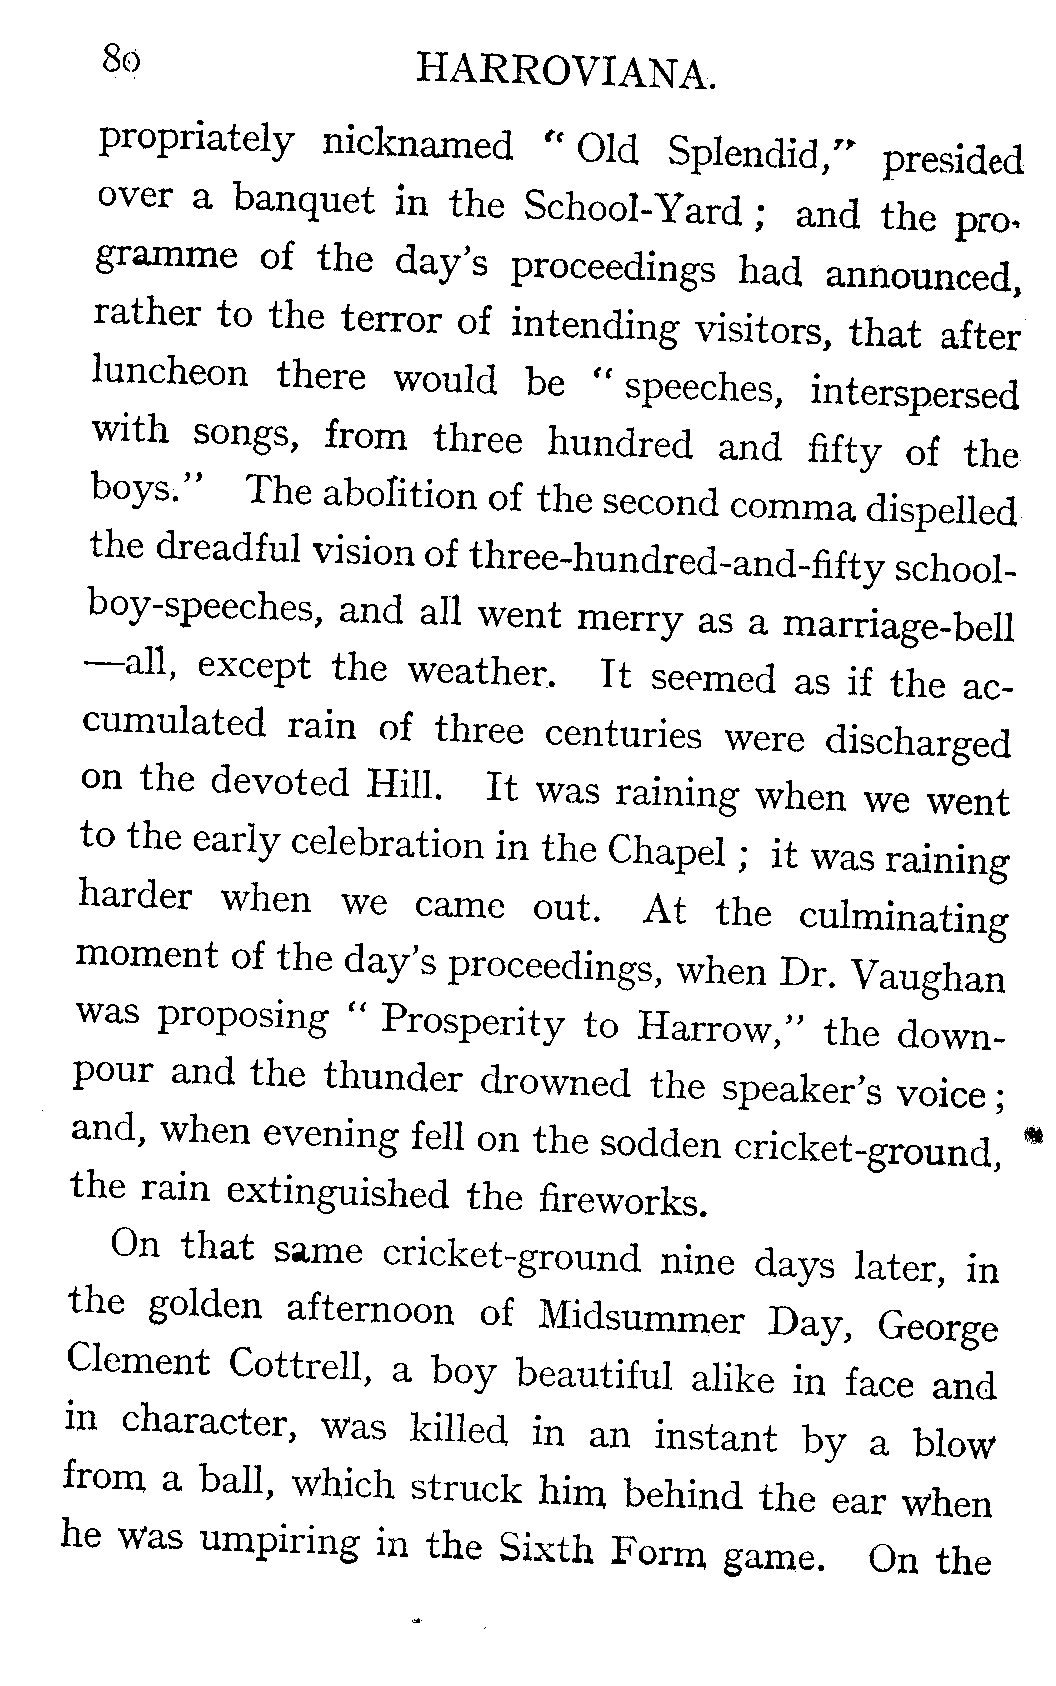 80 HARROVIANA.
propriately nicknamed “ Old Splendid,” presided
over a banquet in the School-Yard ; and the pro-
gramme of the day’s proceedings had announced,
rather to the terror of intending visitors, that after
luncheon there would be “ speeches, interspersed
with songs, from three hundred and fifty of the
boys.” The abolition of the second comma dispelled
the dreadful vision of three-hundred-and-fifty school-
boy-speeches, and all went merry as a marriage-bell
—all, except the weather. It seemed as if the ac-
cumulated rain of three centuries were discharged
on the devoted Hill. It was raining when we went
to the early celebration in the Chapel ; it was raining
harder when we came out. At the culminating
moment of the day’s proceedings, when Dr. Vaughan
was proposing “ Prosperity to Harrow,” the down-
pour and the thunder drowned the speaker’s voice ;
and, when evening fell on the sodden cricket-ground,
the rain extinguished the fireworks.
On that same cricket-ground nine days later, in
the golden afternoon of Midsummer Day, George
Clement Cottrell, a boy beautiful alike in face and
in character, was killed in an instant by a blow
from a ball, which struck him behind the ear when
he was umpiring in the Sixth Form game. On the